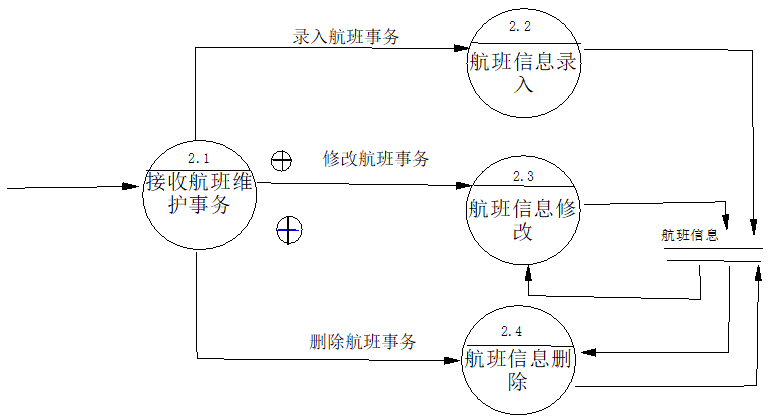 2.2
录入航班事务
航班信息录
入
2.1
接收航班维
护事务
修改航班事务
2.3
航班信息修
改
航班信息
2.4
删除航班事务
航班信息删
除